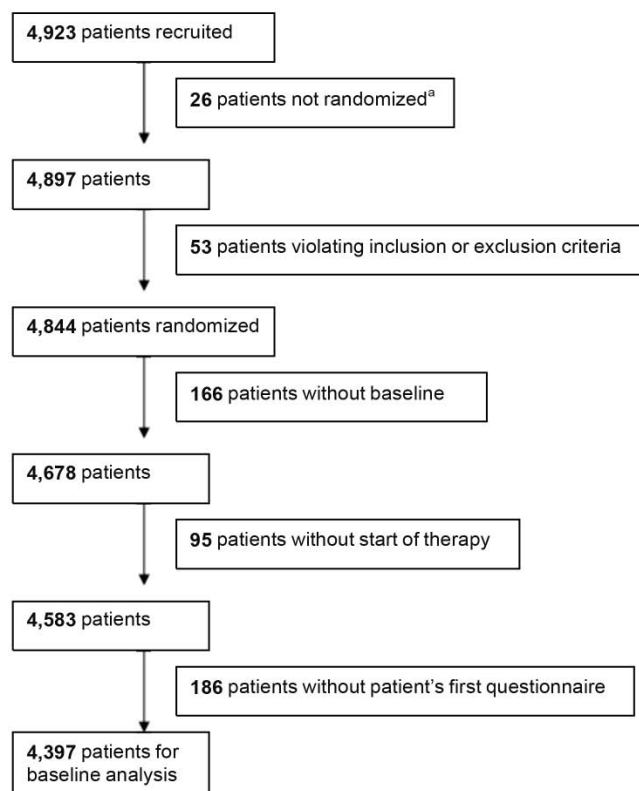 4,923 patients recruited
26 patients not randomizedᵃ
4,897 patients
53 patients violating inclusion or exclusion criteria
4,844 patients randomized
166 patients without baseline
4,678 patients
95 patients without start of therapy
4,583 patients
186 patients without patient’s first questionnaire
4,397 patients for
baseline analysis